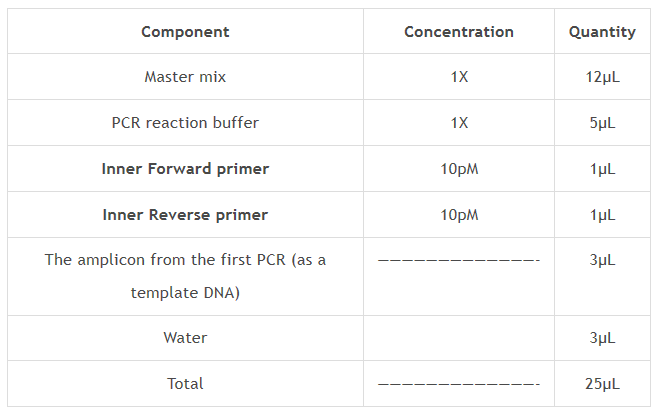 Component Concentration Quantity
Master mix 1X 12µL
PCR reaction buffer 1X 5µL
Inner Forward primer 10pM 1µL
Inner Reverse primer 10pM 1µL
The amplicon from the first PCR (as a —————————————- 3µL
template DNA)
Water 3µL
Total —————————————- 25µL